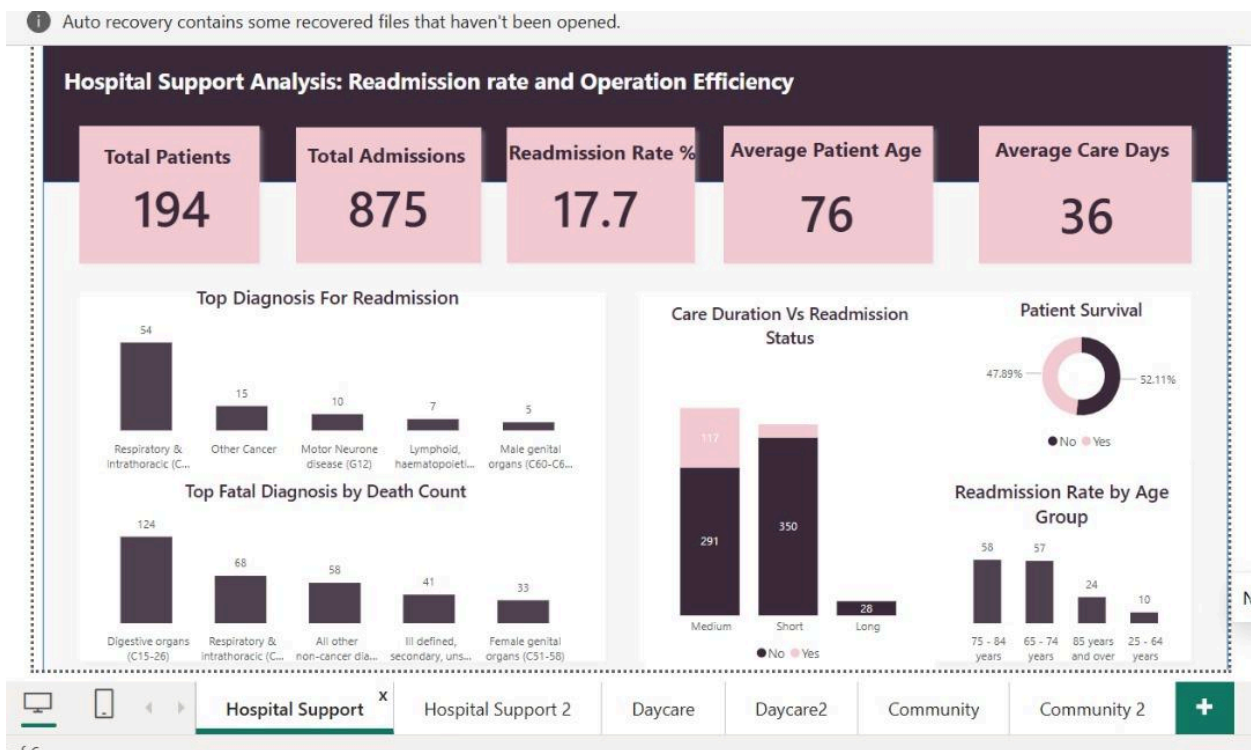 Auto recovery contains some recovered files that haven't been opened.
Hospital Support Analysis: Readmission rate and Operation Efficiency
Total Patients
194
Total Admissions
875
Readmission Rate %
17.7
Average Patient Age
76
Average Care Days
36
Top Diagnosis For Readmission
54
15
10
7
5
Respiratory &
intrathoracic (C...
Other Cancer
Motor Neurone
disease (G12)
Lymphoid,
haematopoieti...
Male genital
organs (C60-C6...
Top Fatal Diagnosis by Death Count
124
68
58
41
33
Digestive organs
(C15-26)
Respiratory &
intrathoracic (C...
All other
non-cancer dia...
Ill defined,
secondary, uns...
Female genital
organs (C51-58)
Care Duration Vs Readmission
Status
117
291
350
28
Medium
Short
Long
No Yes
Patient Survival
47.89%
52.11%
No Yes
Readmission Rate by Age
Group
58
57
24
10
75 - 84
years
65 - 74
years
85 years
and over
25 - 64
years
N
Hospital Support
x
Hospital Support 2
Daycare
Daycare2
Community
Community 2
+